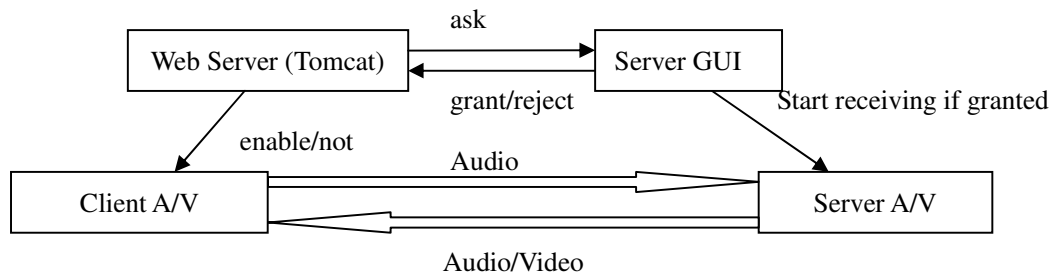 ask
Web Server (Tomcat)
Server GUI
grant/reject
Start receiving if granted
enable/not
Audio
Client A/V
Server A/V
Audio/Video